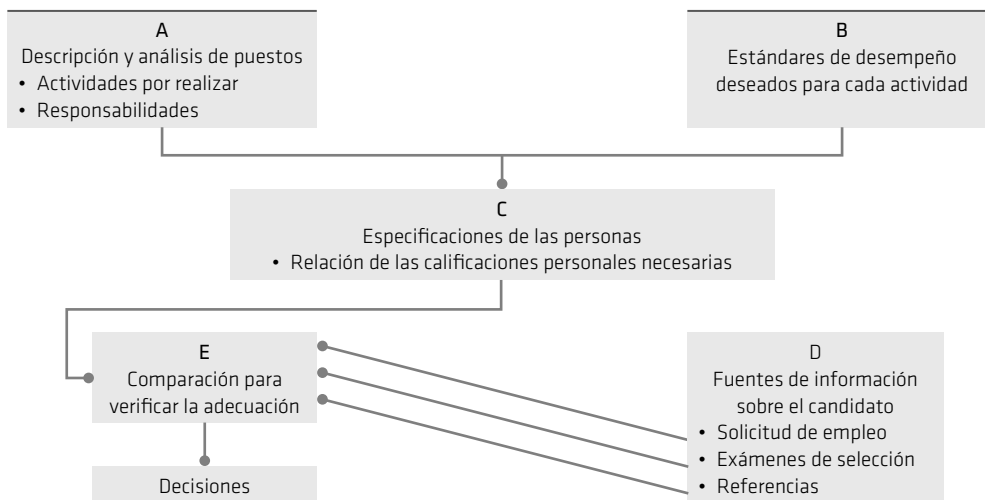 A
Descripción y análisis de puestos
• Actividades por realizar
• Responsabilidades
B
Estándares de desempeño
deseados para cada actividad
C
Especificaciones de las personas
• Relación de las calificaciones personales necesarias
E
Comparación para
verificar la adecuación
D
Fuentes de información
sobre el candidato
• Solicitud de empleo
• Exámenes de selección
• Referencias
Decisiones